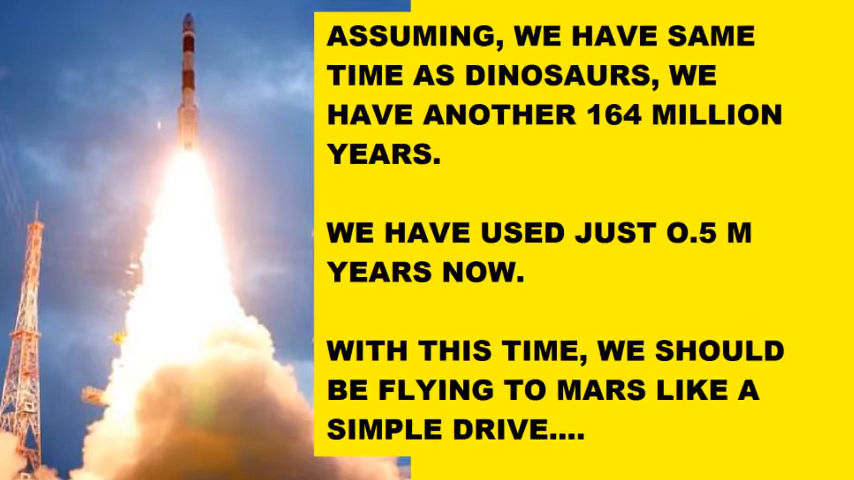 ASSUMING, WE HAVE SAME
TIME AS DINOSAURS, WE
HAVE ANOTHER 164 MILLION
YEARS.
WE HAVE USED JUST O.5 M
YEARS NOW.
WITH THIS TIME, WE SHOULD
BE FLYING TO MARS LIKE A
SIMPLE DRIVE....